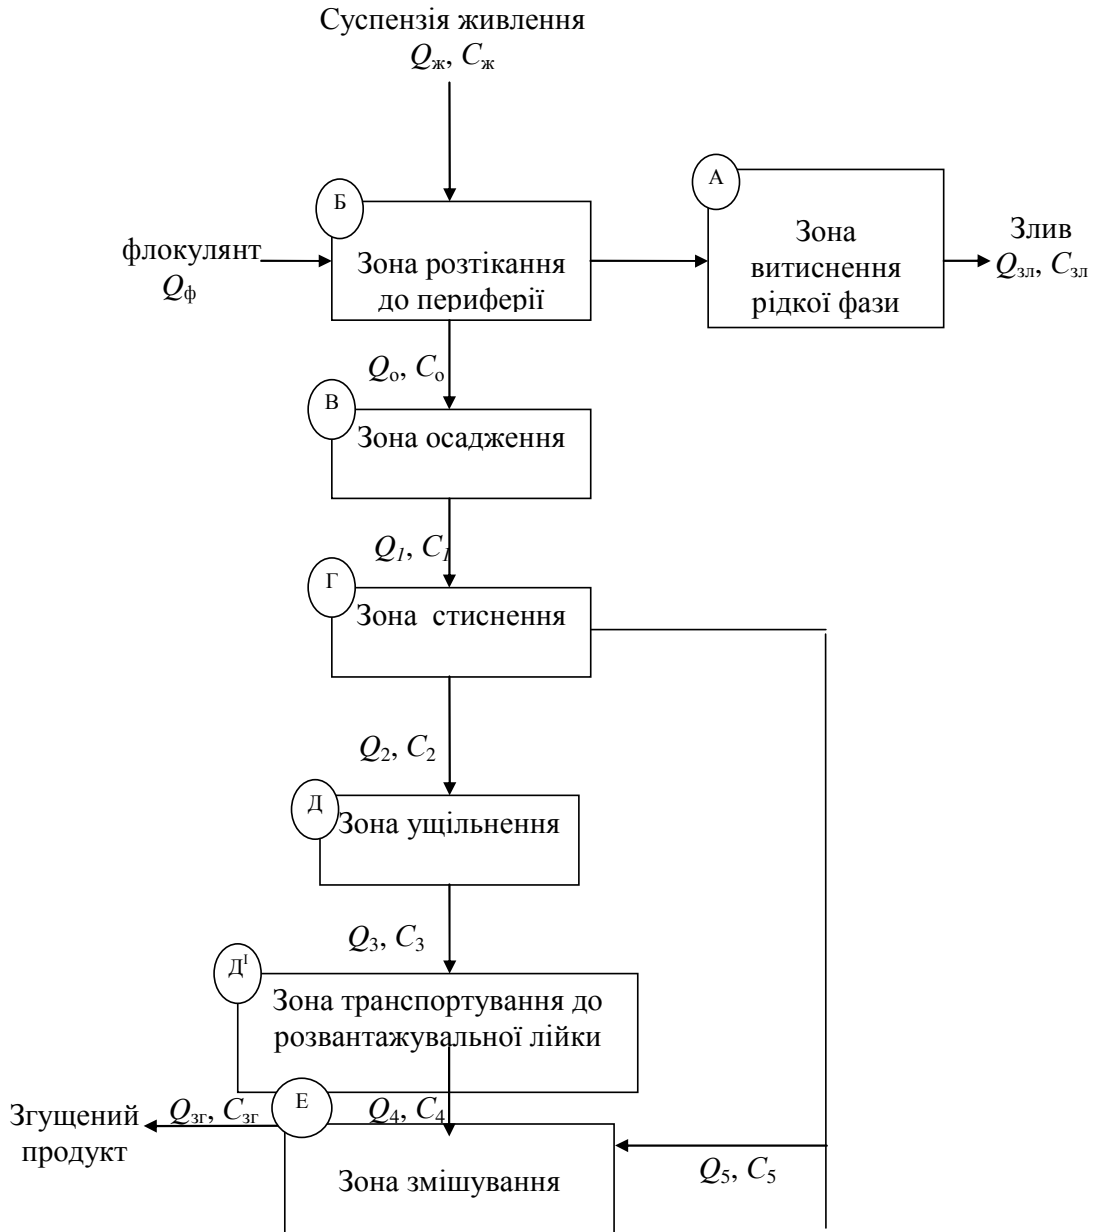 Суспензія живлення
Qж, Cж
А
Б
Зона
витиснення
рідкої фази
Злив
Qзл, Cзл
флокулянт
Qф
Зона розтікання
до периферії
Qо, Cо
В
Зона осадження
Q1, C1
Г
Зона стиснення
Q2, C2
Д
Зона ущільнення
Q3, C3
ДІ
Зона транспортування до
розвантажувальної лійки
Е
Згущений
продукт
Qзг, Cзг
Q4, C4
Q5, C5
Зона змішування